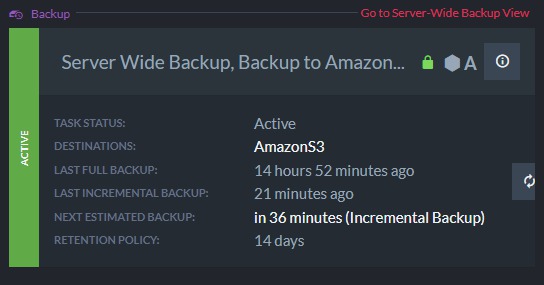 Backup
Go to Server-Wide Backup View
Server Wide Backup, Backup to Amazon... A
ACTIVE
TASK STATUS: Active
DESTINATIONS: AmazonS3
LAST FULL BACKUP: 14 hours 52 minutes ago
LAST INCREMENTAL BACKUP: 21 minutes ago
NEXT ESTIMATED BACKUP: in 36 minutes (Incremental Backup)
RETENTION POLICY: 14 days